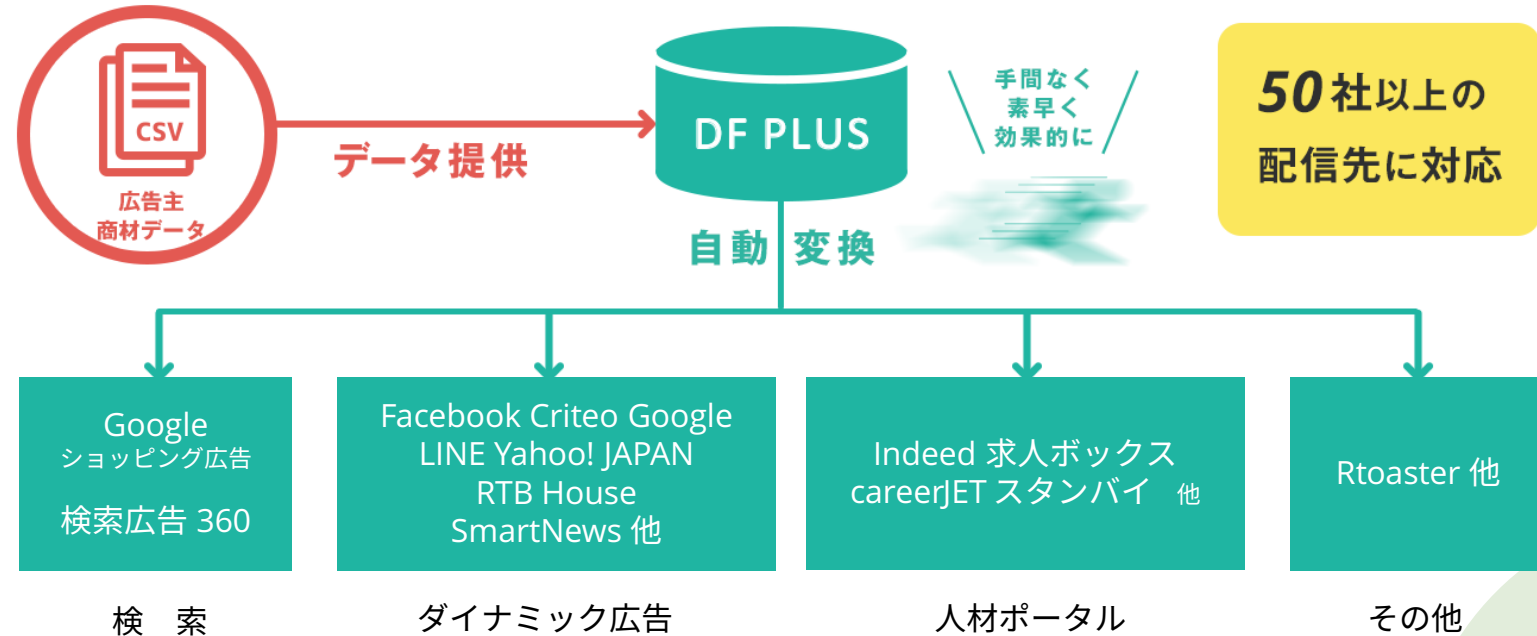 CSV
広告主
商材データ
データ提供
DF PLUS
手間なく
素早く
効果的に
50社以上の
配信先に対応
自動変換
Google
ショッピング広告
検索広告 360
Facebook Criteo Google
LINE Yahoo! JAPAN
RTB House
SmartNews 他
Indeed 求人ボックス
careerJET スタンバイ 他
Rtoaster 他
検 索
ダイナミック広告
人材ポータル
その他